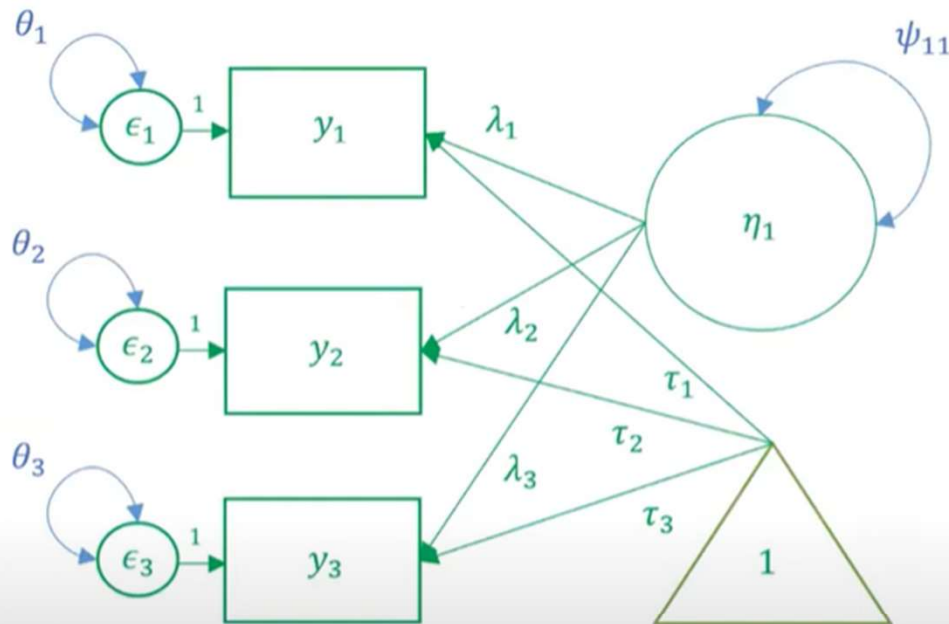 θ₁
ψ₁₁
1
λ₁
ϵ₁
y₁
η₁
θ₂
1
λ₂
ϵ₂
y₂
τ₁
τ₂
θ₃
λ₃
τ₃
1
ϵ₃
y₃
1